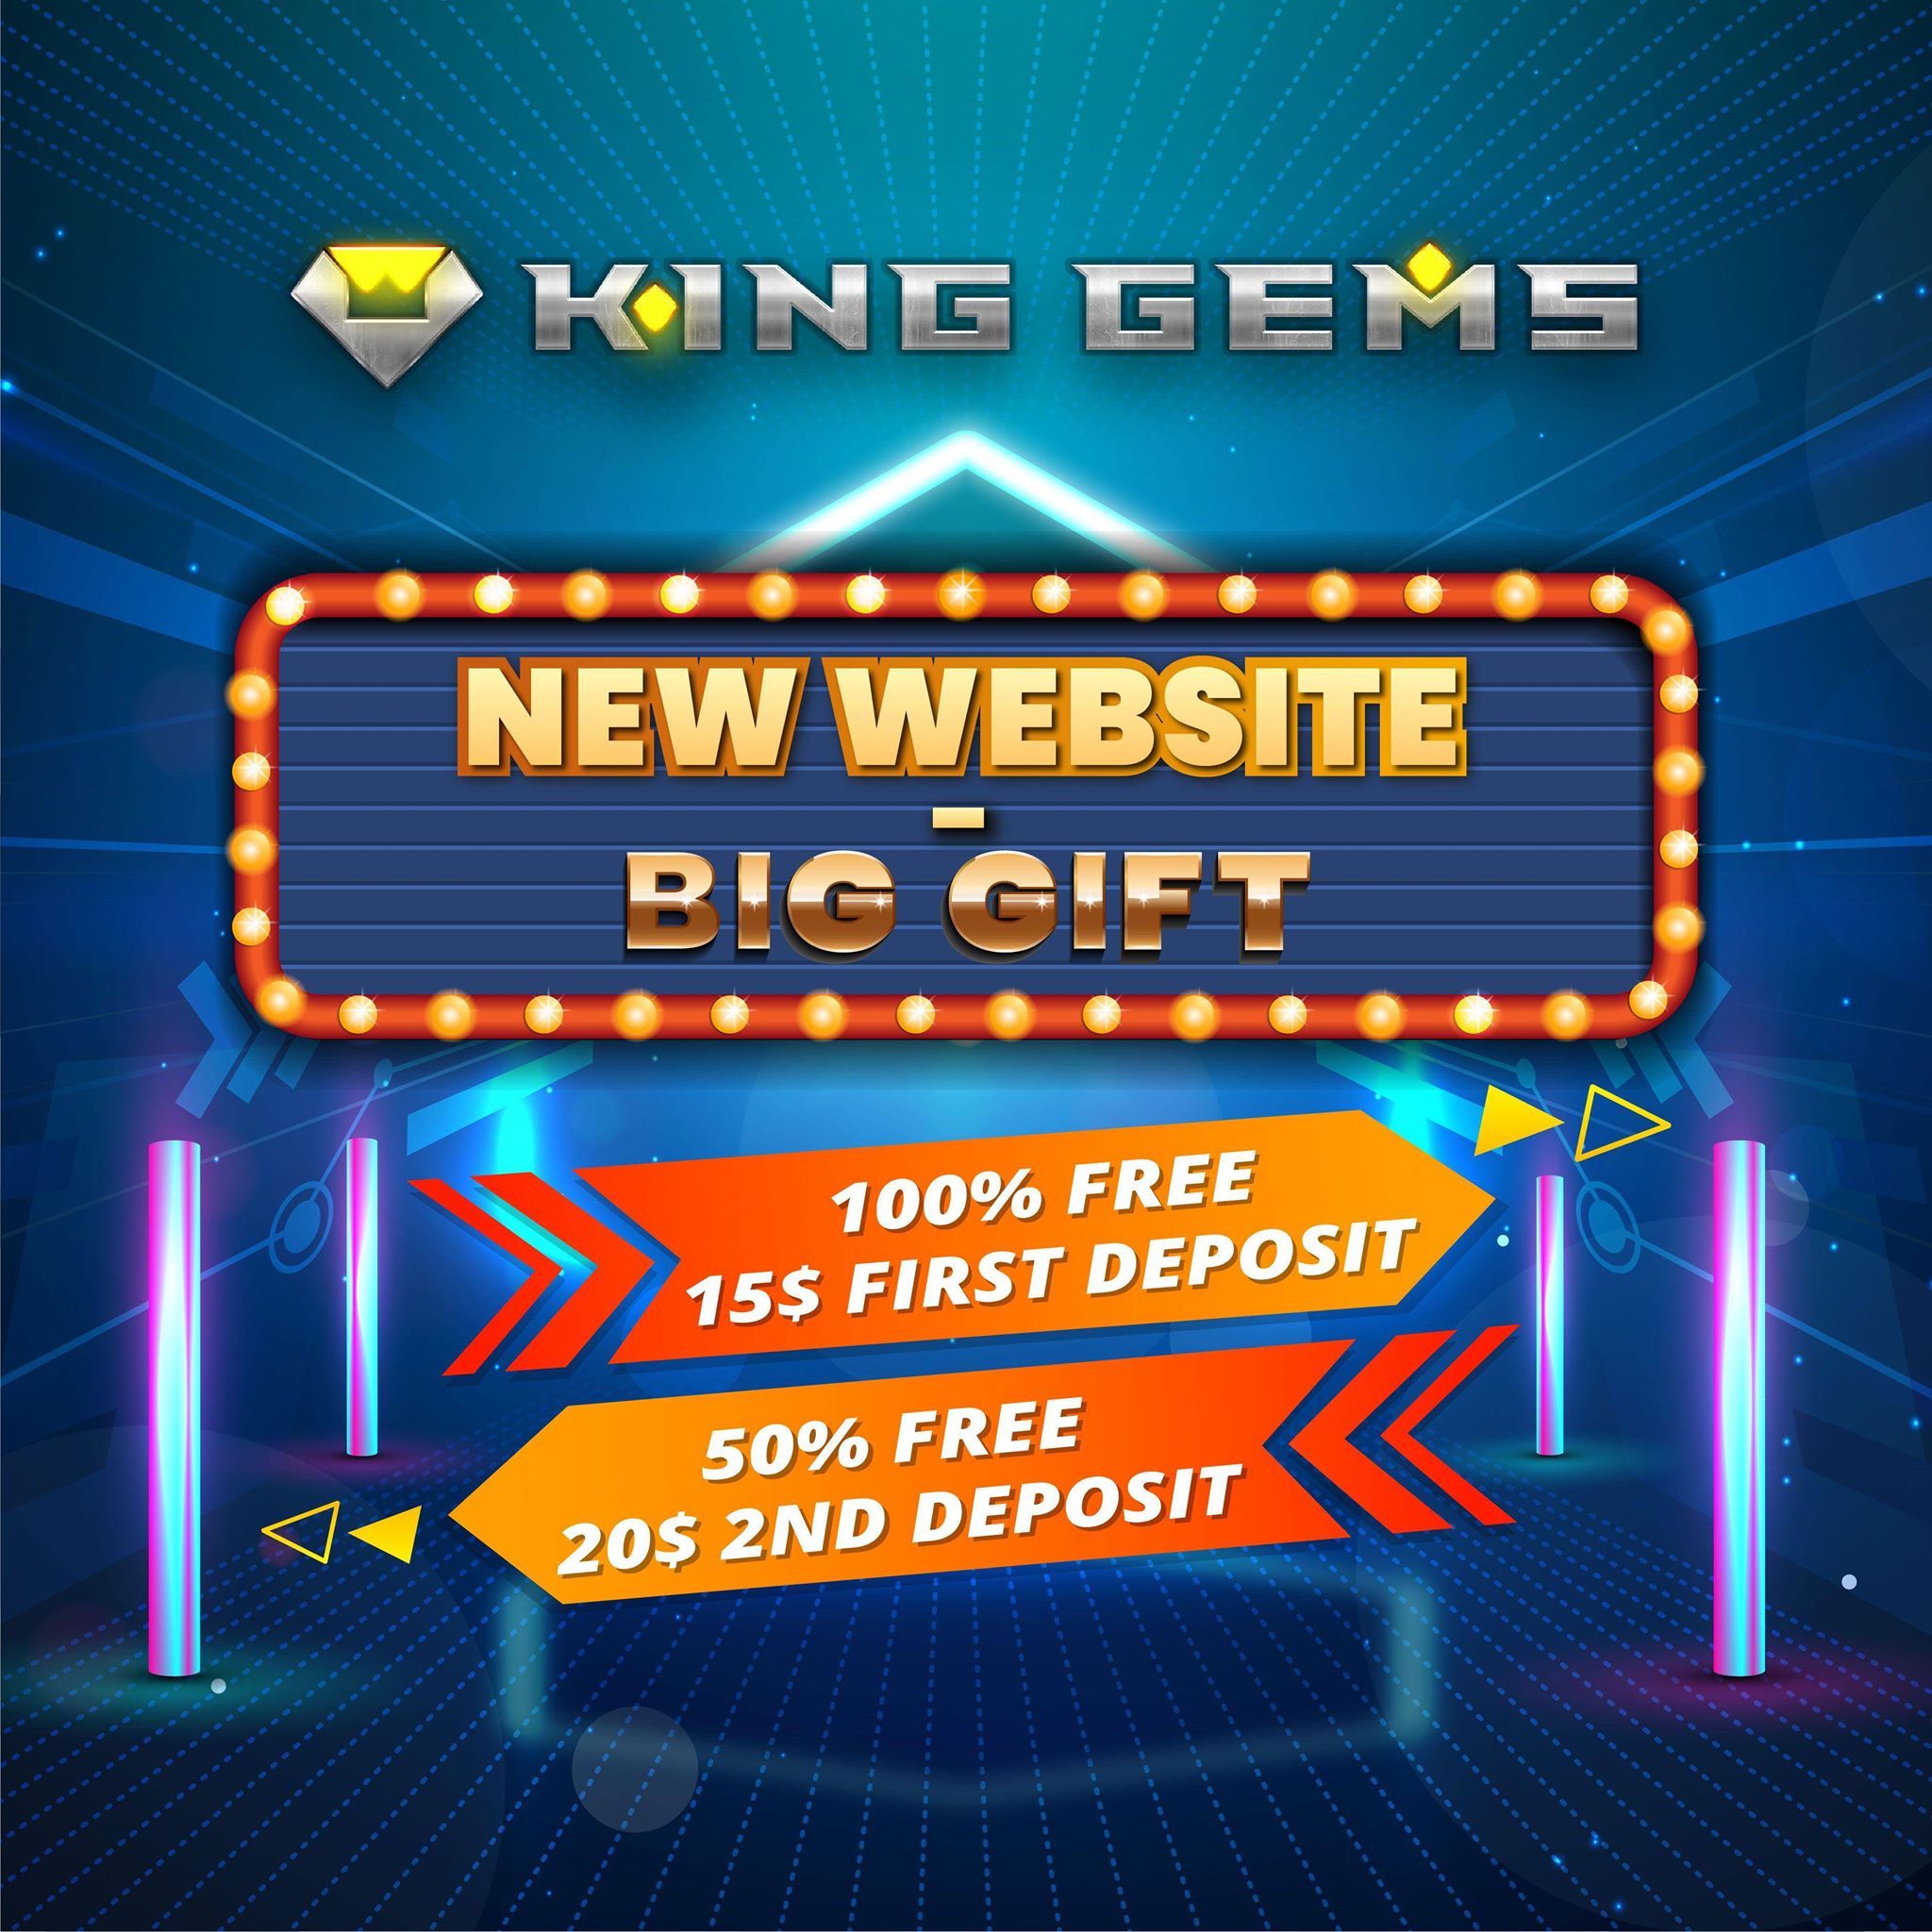 KING GEMS
NEW WEBSITE
-
BIG GIFT
100% FREE
15$ FIRST DEPOSIT
50% FREE
20$ 2ND DEPOSIT